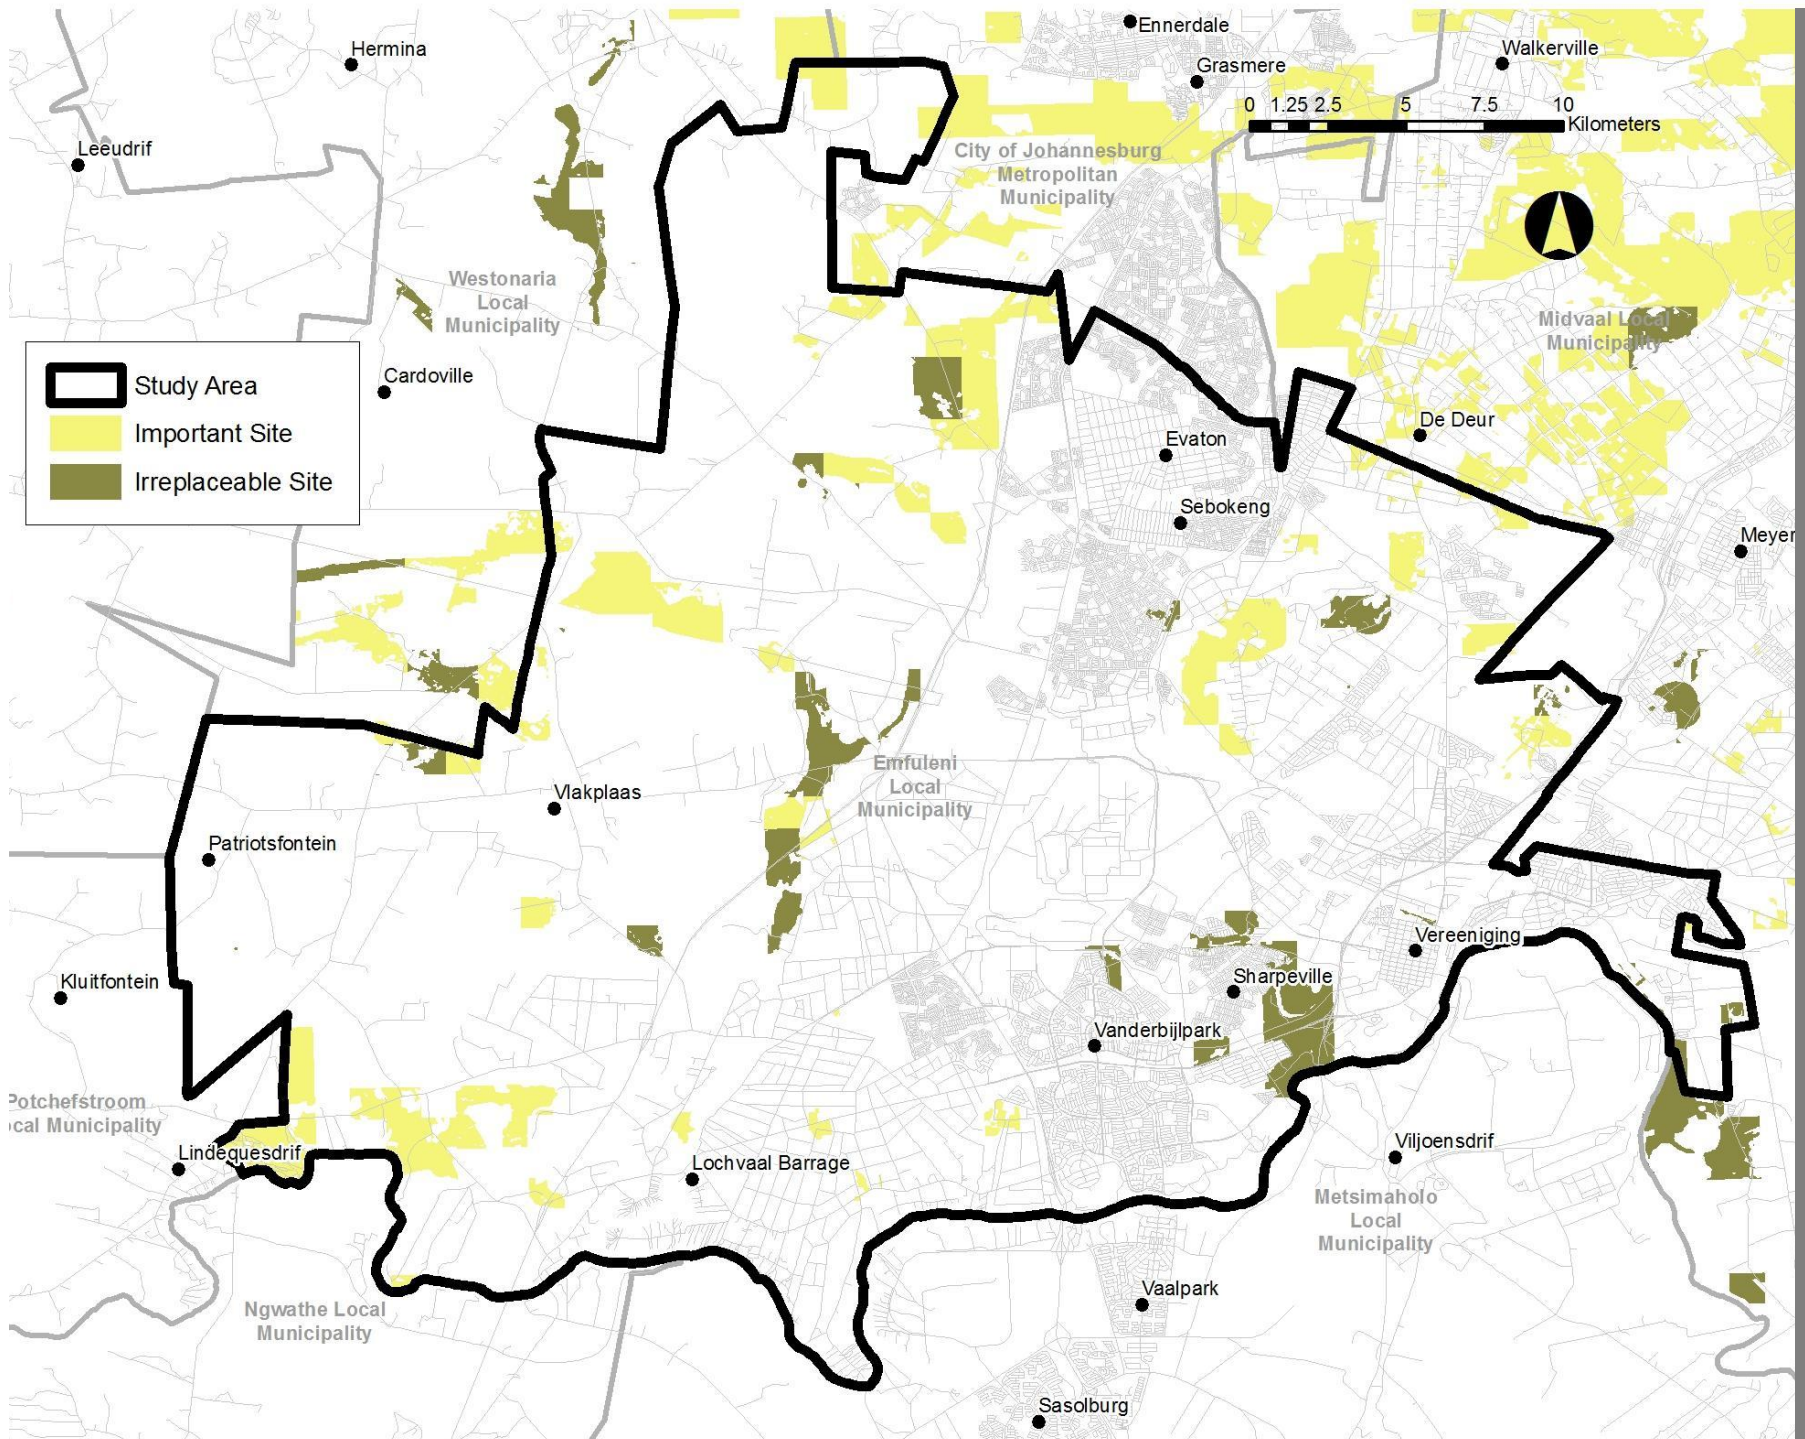 Ennerdale
Hermina
Walkerville
Grasmere
0 1.25 2.5 5 7.5 10
Kilometers
Leeudrif
City of Johannesburg
Metropolitan
Municipality
Westonaria
Local
Municipality
Midvaal Local
Municipality
Study Area
Important Site
Irreplaceable Site
Cardoville
De Deur
Evaton
Sebokeng
Meyer
Emfuleni
Local
Municipality
Vlakplaas
Patriotsfontein
Vereeniging
Kluitfontein
Sharpeville
Vanderbijlpark
Potchefstroom
ocal Municipality
Lindequesdrif
Lochvaal Barrage
Viljoensdrif
Metsimaholo
Local
Municipality
Vaalpark
Ngwathe Local
Municipality
Sasolburg